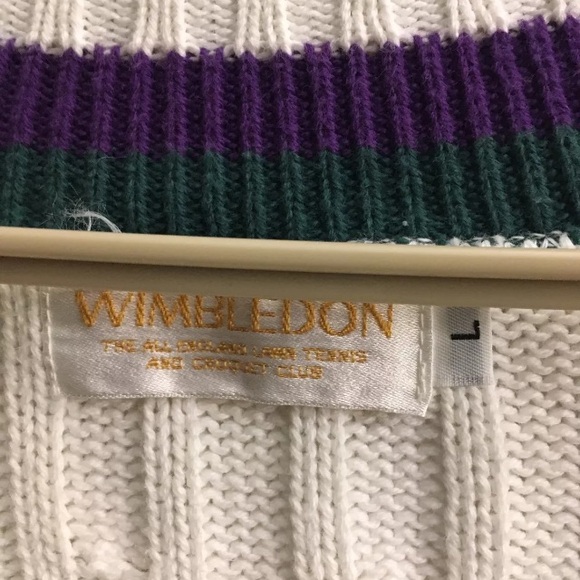 WIMBLEDON
THE ALL ENGLAND LAWN TENNIS
AND CROQUET CLUB
L